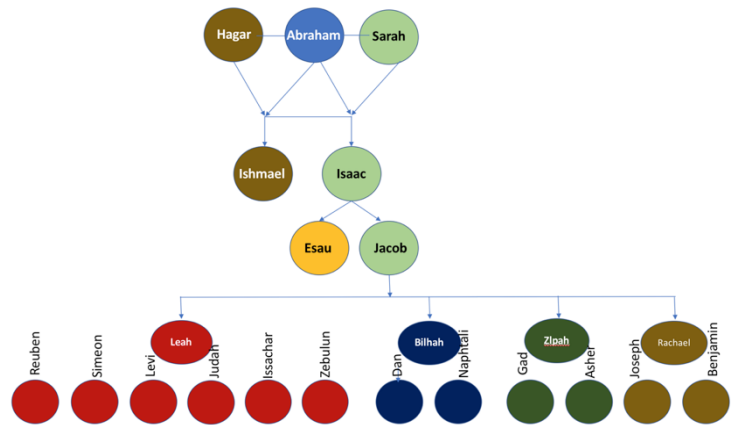 Hagar
Abraham
Sarah
Ishmael
Isaac
Esau
Jacob
Leah
Bilhah
Zlpah
Rachael
Reuben
Simeon
Levi
Judah
Issachar
Zebulun
Dan
Naphtali
Gad
Asher
Joseph
Benjamin